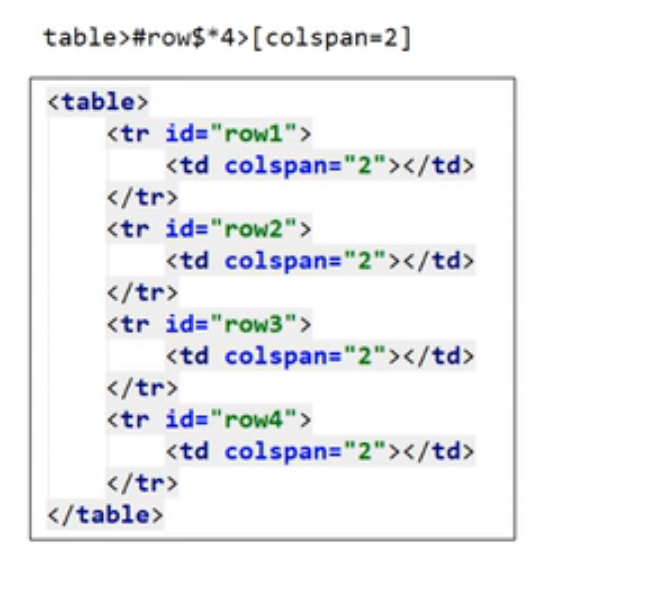 table>#row$*4>[colspan=2]
<table>
    <tr id="row1">
        <td colspan="2"></td>
    </tr>
    <tr id="row2">
        <td colspan="2"></td>
    </tr>
    <tr id="row3">
        <td colspan="2"></td>
    </tr>
    <tr id="row4">
        <td colspan="2"></td>
    </tr>
</table>